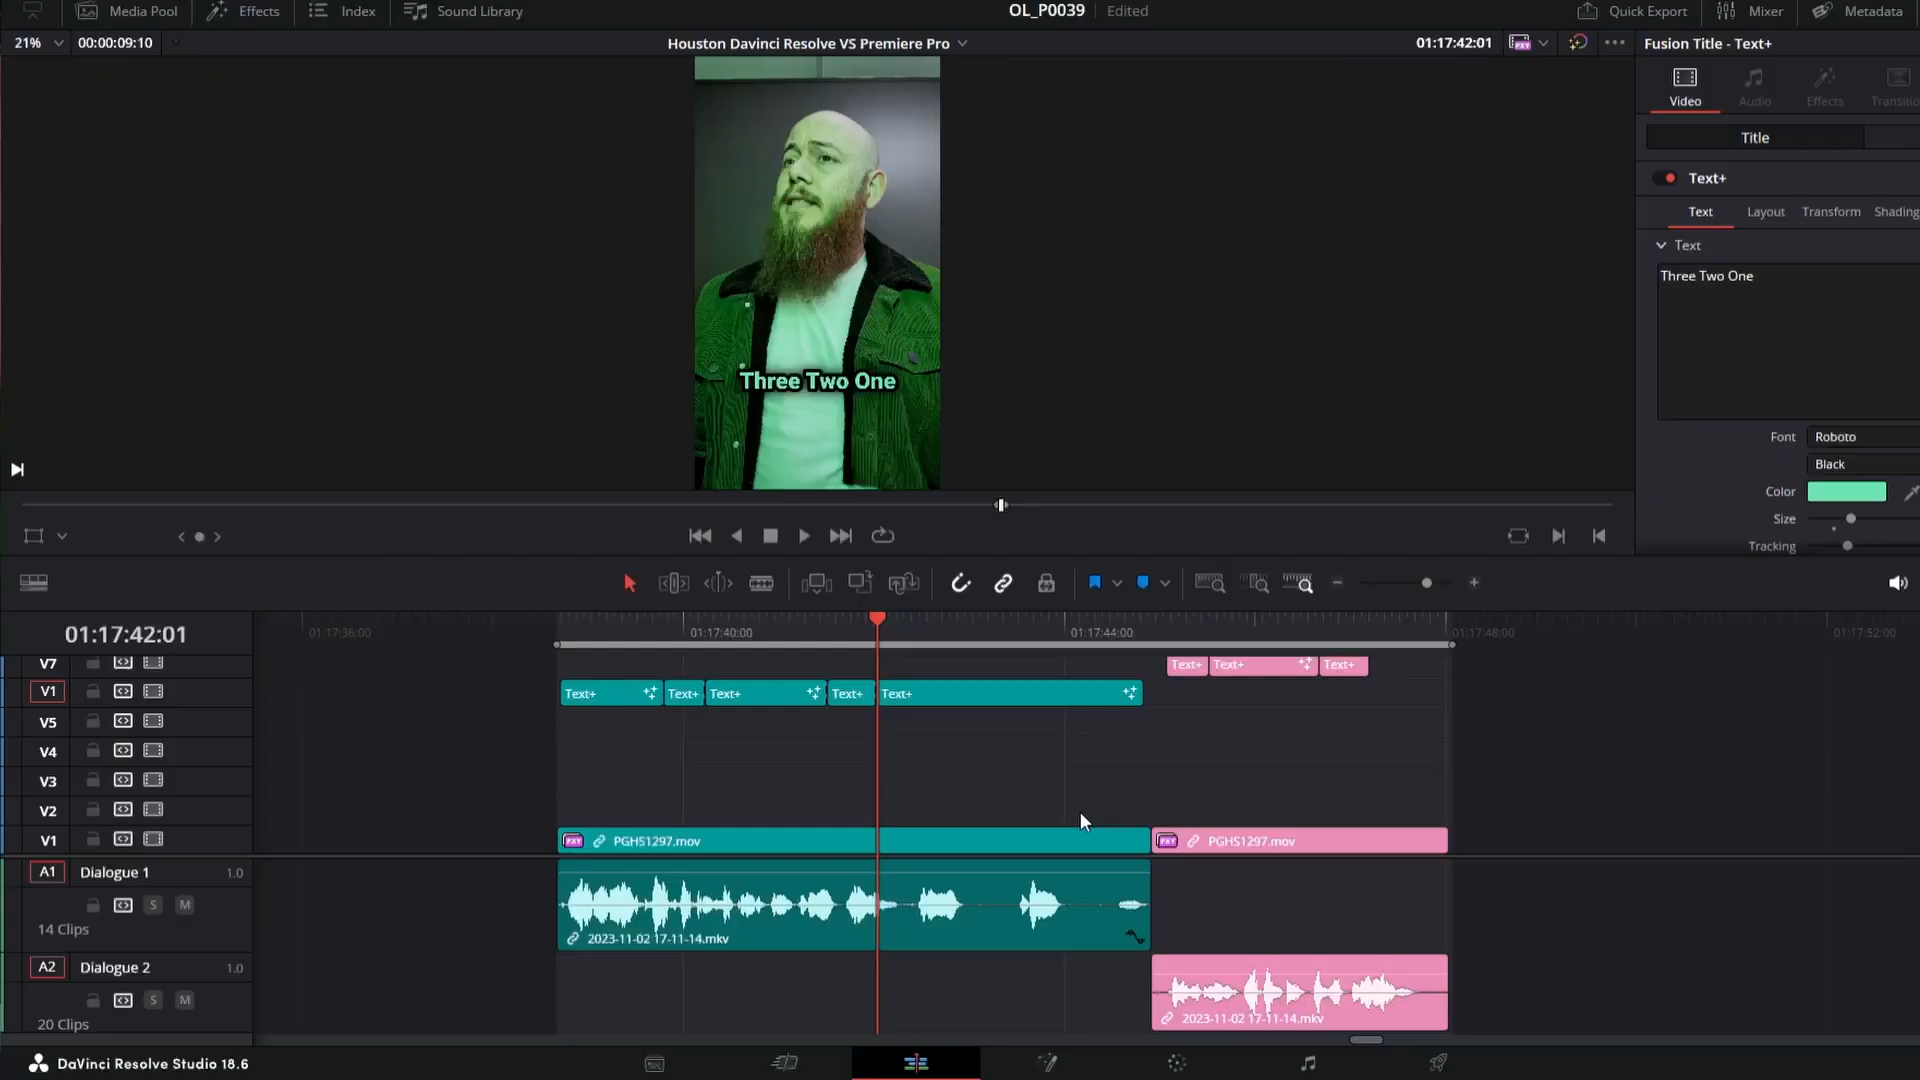 Media Pool
Effects
Index
Sound Library
OL_P0039
Edited
Quick Export
Mixer
Metadata
21%
00:00:09:10
Houston Davinci Resolve VS Premiere Pro
01:17:42:01
Fusion Title - Text+
Video
Audio
Effects
Transitio
Title
Text+
Text
Layout
Transform
Shading
Text
Three Two One
Three Two One
Font
Roboto
Black
Color
Size
Tracking
01:17:42:01
01:17:36:00
01:17:40:00
01:17:44:00
01:17:48:00
01:17:52:00
V7
Text+
Text+
Text+
V1
Text+
Text+
Text+
Text+
Text+
V5
V4
V3
V2
V1
PXY
PGHS1297.mov
PXY
PGHS1297.mov
A1
Dialogue 1
1.0
S
M
14 Clips
2023-11-02 17-11-14.mkv
A2
Dialogue 2
1.0
S
M
20 Clips
2023-11-02 17-11-14.mkv
DaVinci Resolve Studio 18.6